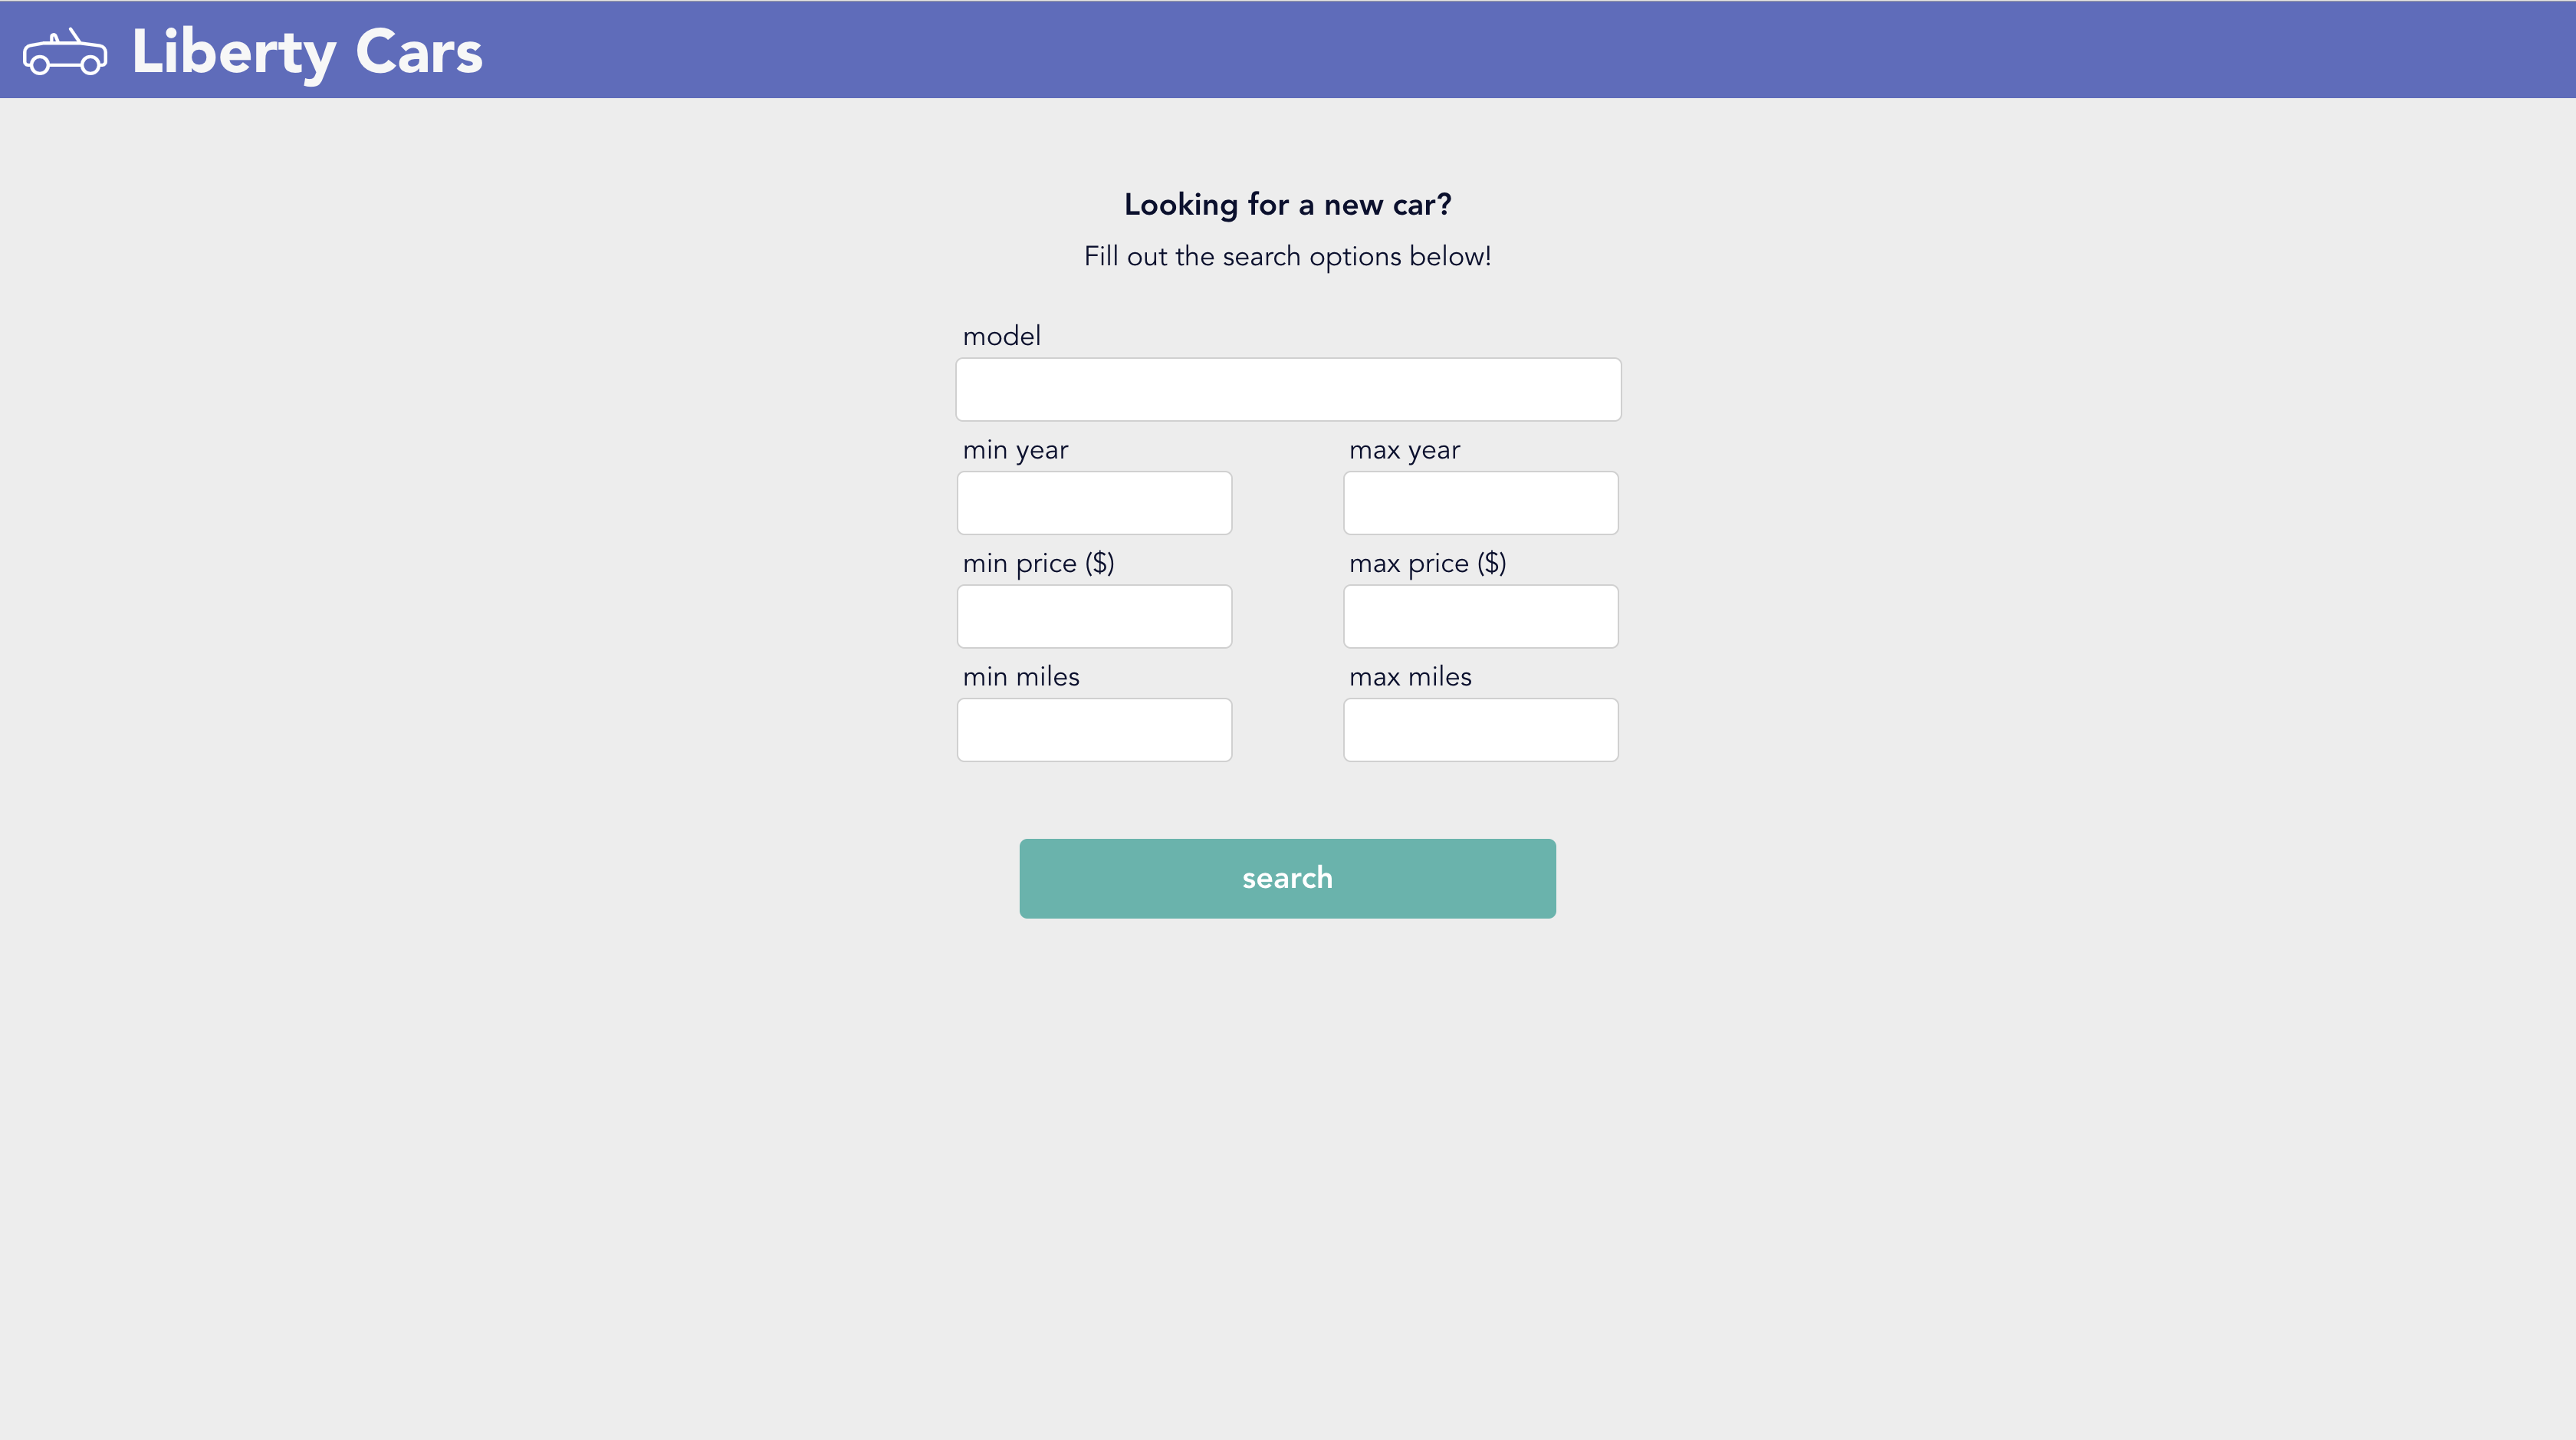 Liberty Cars
Looking for a new car?
Fill out the search options below!
model
min year
max year
min price ($)
max price ($)
min miles
max miles
search